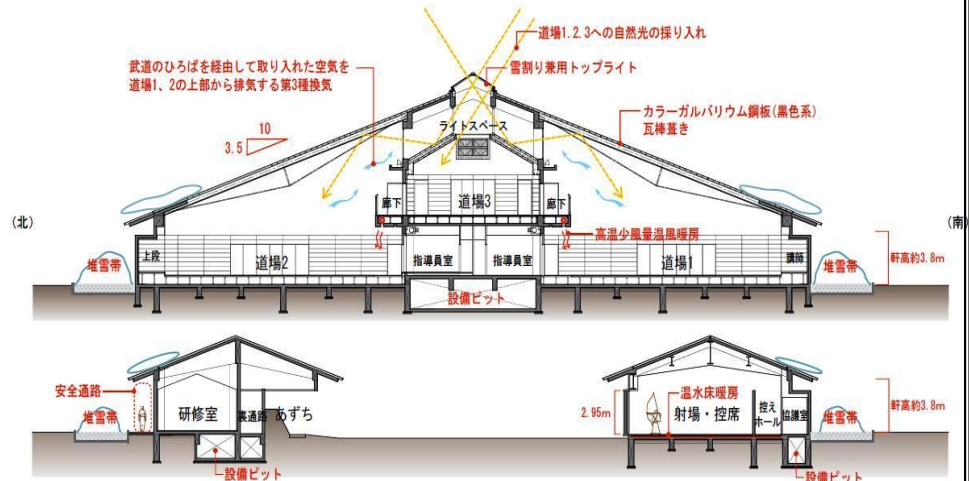 道場1.2.3への自然光の採り入れ
雪割り兼用トップライト
武道のひろばを経由して取り入れた空気を
道場1、2の上部から排気する第3種換気
カラーガルバリウム鋼板(黒色系)
瓦棒葺き
10
3.5
ライトスペース
廊下
道場3
廊下
(北)
(南)
高温少風量温風暖房
上段
道場2
指導員室
指導員室
道場1
講師
堆雪帯
堆雪帯
軒高約3.8m
設備ピット
安全通路
堆雪帯
研修室
裏通路
あずち
設備ピット
2.95m
温水床暖房
射場・控席
控え
ホール
協議室
堆雪帯
軒高約3.8m
設備ピット